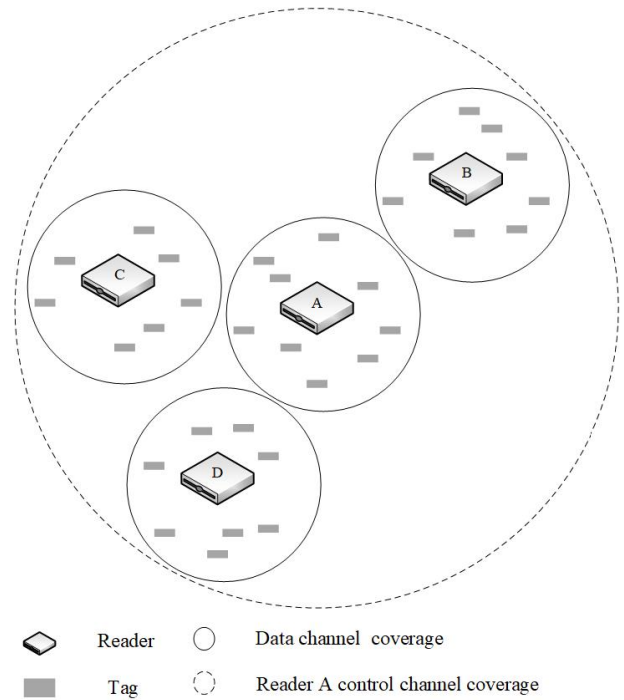 B
C
A
D
Reader
Data channel coverage
Tag
Reader A control channel coverage